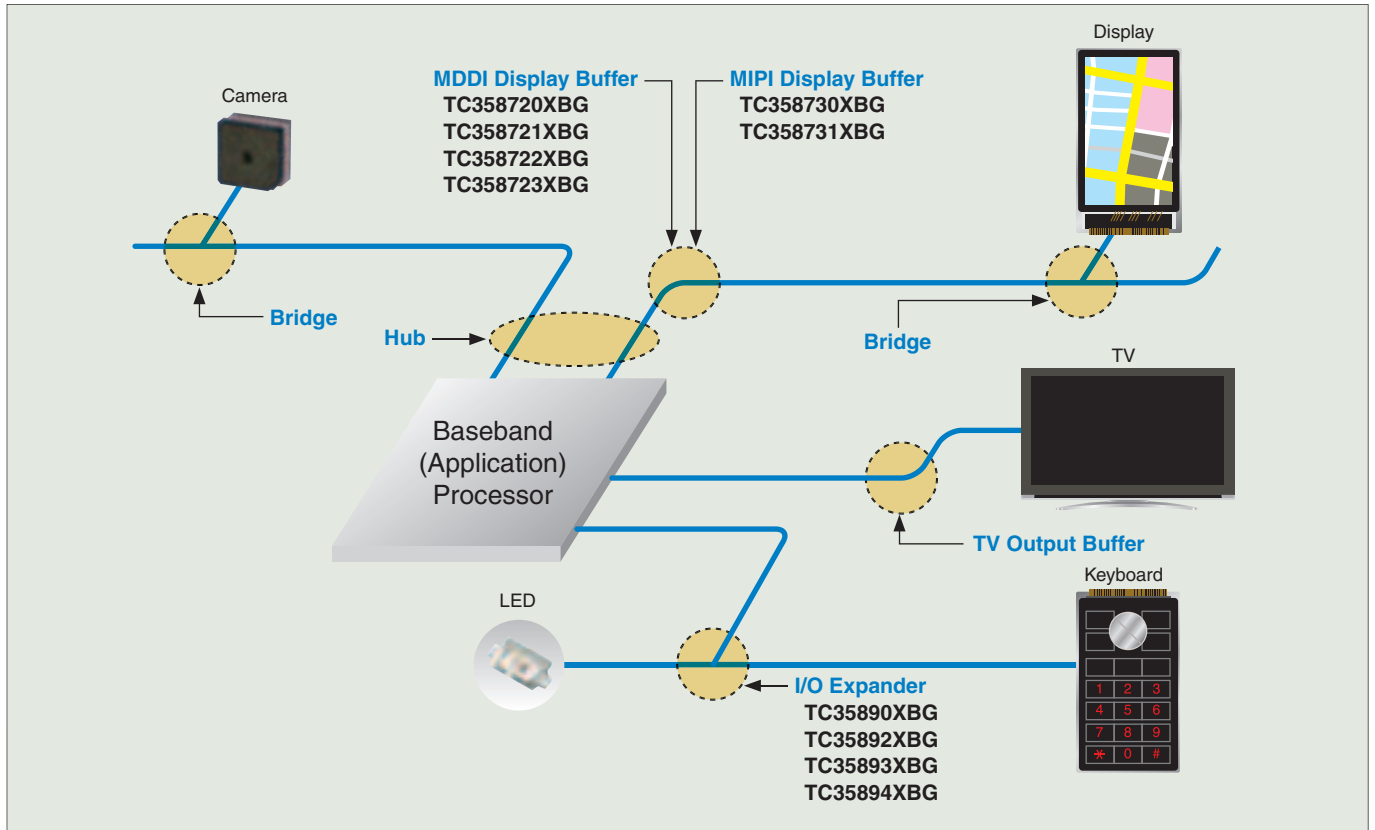 Display
MDDI Display Buffer
TC358720XBG
TC358721XBG
TC358722XBG
TC358723XBG
MIPI Display Buffer
TC358730XBG
TC358731XBG
Camera
Bridge
Hub
Bridge
TV
Baseband
(Application)
Processor
TV Output Buffer
Keyboard
LED
I/O Expander
TC35890XBG
TC35892XBG
TC35893XBG
TC35894XBG
1 2 3
4 5 6
7 8 9
* 0 #